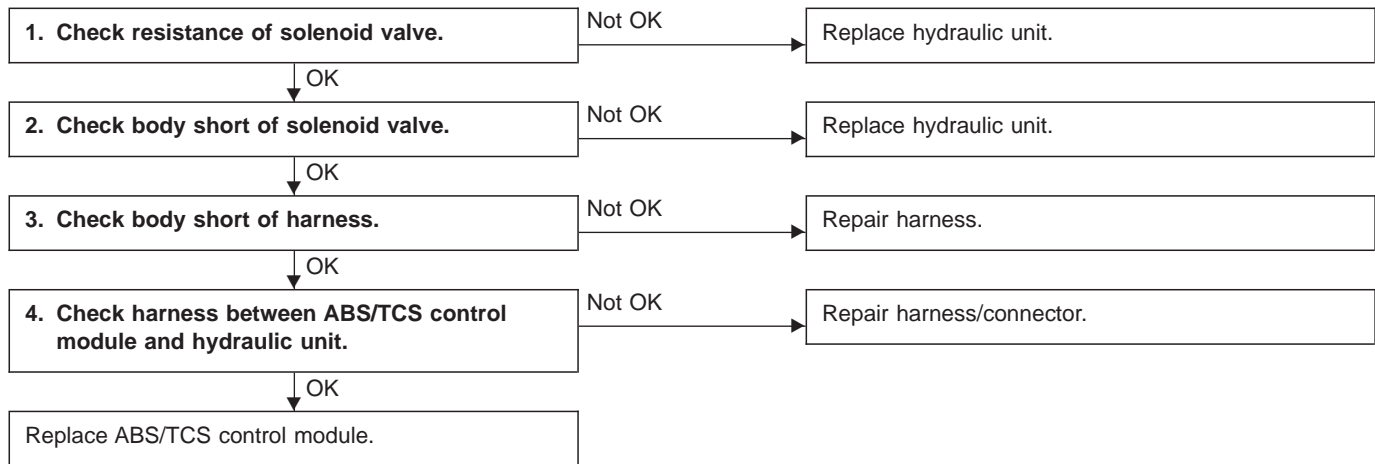 1. Check resistance of solenoid valve.
Not OK
Replace hydraulic unit.
OK
2. Check body short of solenoid valve.
Not OK
Replace hydraulic unit.
OK
3. Check body short of harness.
Not OK
Repair harness.
OK
4. Check harness between ABS/TCS control
module and hydraulic unit.
Not OK
Repair harness/connector.
OK
Replace ABS/TCS control module.